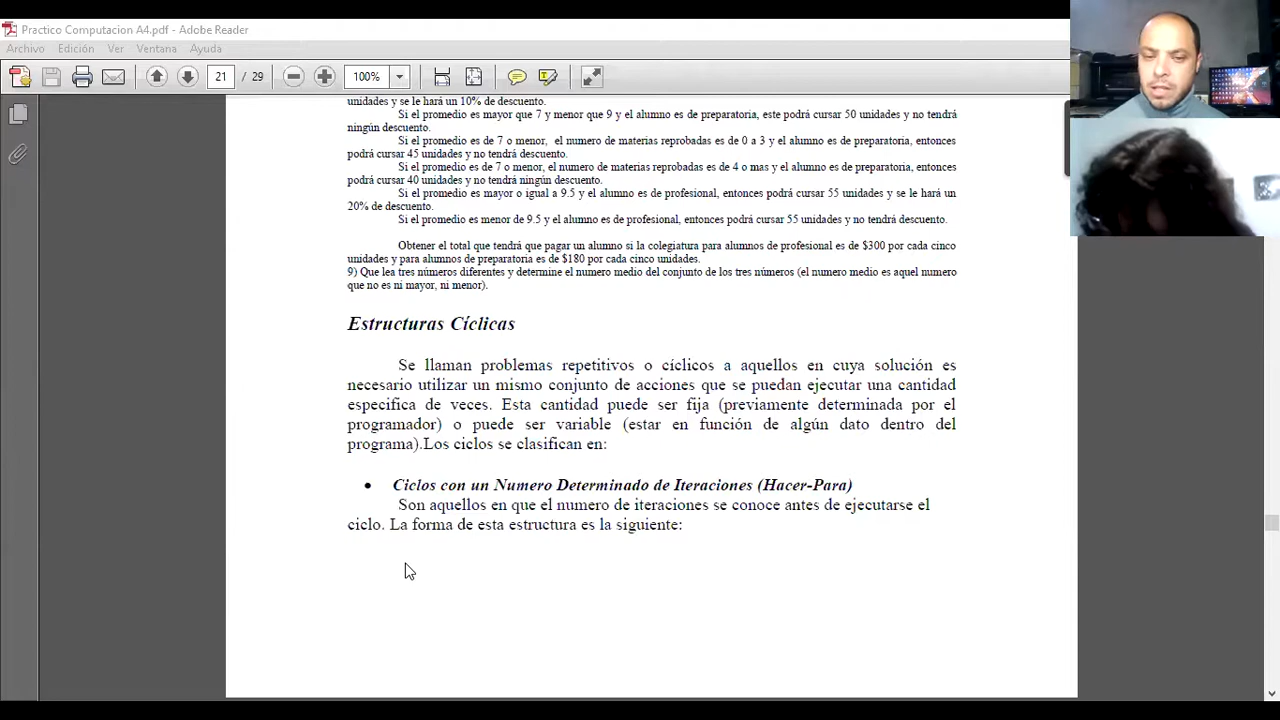 Practico Computacion A4.pdf - Adobe Reader
Archivo Edición Ver Ventana Ayuda
21 / 29 100%
unidades y se le hará un 10% de descuento.
Si el promedio es mayor que 7 y menor que 9 y el alumno es de preparatoria, este podrá cursar 50 unidades y no tendrá
ningún descuento.
Si el promedio es de 7 o menor, el numero de materias reprobadas es de 0 a 3 y el alumno es de preparatoria, entonces
podrá cursar 45 unidades y no tendrá descuento.
Si el promedio es de 7 o menor, el numero de materias reprobadas es de 4 o mas y el alumno es de preparatoria, entonces
podrá cursar 40 unidades y no tendrá ningún descuento.
Si el promedio es mayor o igual a 9.5 y el alumno es de profesional, entonces podrá cursar 55 unidades y se le hará un
20% de descuento.
Si el promedio es menor de 9.5 y el alumno es de profesional, entonces podrá cursar 55 unidades y no tendrá descuento.
Obtener el total que tendrá que pagar un alumno si la colegiatura para alumnos de profesional es de $300 por cada cinco
unidades y para alumnos de preparatoria es de $180 por cada cinco unidades.
9) Que lea tres números diferentes y determine el numero medio del conjunto de los tres números (el numero medio es aquel numero
que no es ni mayor, ni menor).
Estructuras Cíclicas
Se llaman problemas repetitivos o cíclicos a aquellos en cuya solución es
necesario utilizar un mismo conjunto de acciones que se puedan ejecutar una cantidad
especifica de veces. Esta cantidad puede ser fija (previamente determinada por el
programador) o puede ser variable (estar en función de algún dato dentro del
programa).Los ciclos se clasifican en:
• Ciclos con un Numero Determinado de Iteraciones (Hacer-Para)
Son aquellos en que el numero de iteraciones se conoce antes de ejecutarse el
ciclo. La forma de esta estructura es la siguiente: